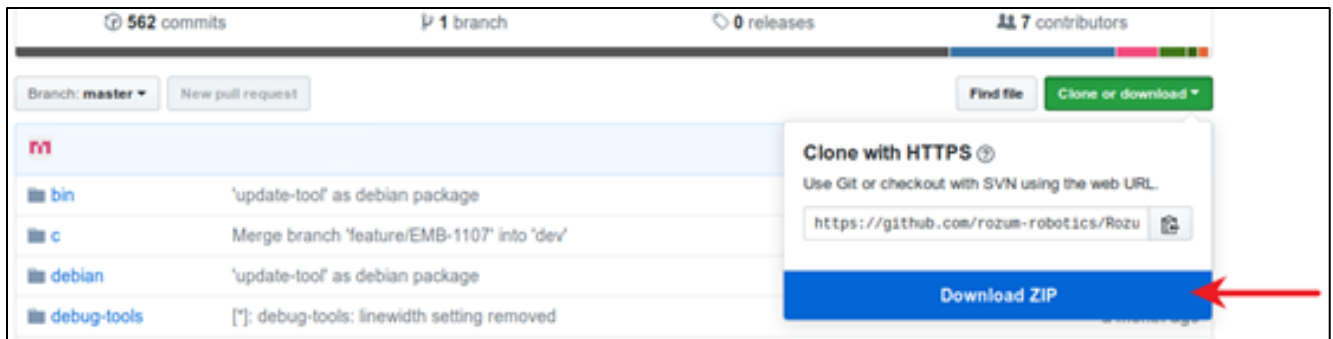 562 commits 1 branch 0 releases 7 contributors
Branch: master New pull request Find file Clone or download
Clone with HTTPS
Use Git or checkout with SVN using the web URL.
https://github.com/rozum-robotics/Rozu
Download ZIP
bin 'update-tool' as debian package
c Merge branch 'feature/EMB-1107' into 'dev'
debian 'update-tool' as debian package
debug-tools [*]: debug-tools: linewidth setting removed